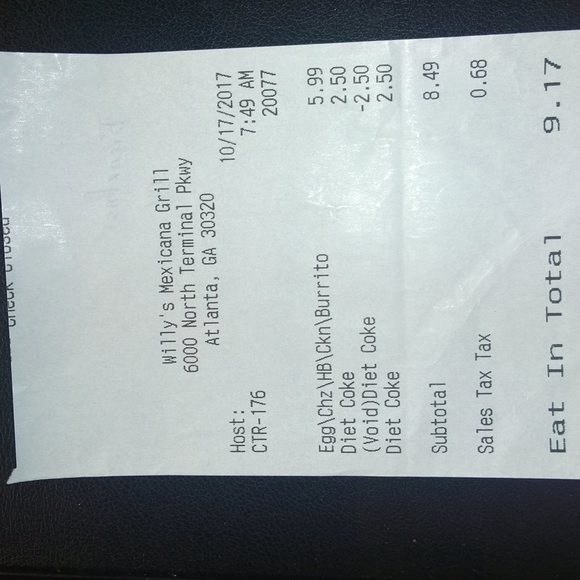 Willy's Mexicana Grill
6000 North Terminal Pkwy
Atlanta, GA 30320
Host: 10/17/2017
CTR-176 7:49 AM
20077
Egg\Chz\HB\Ckn\Burrito 5.99
Diet Coke 2.50
(Void)Diet Coke -2.50
Diet Coke 2.50
Subtotal 8.49
Sales Tax Tax 0.68
Eat In Total 9.17